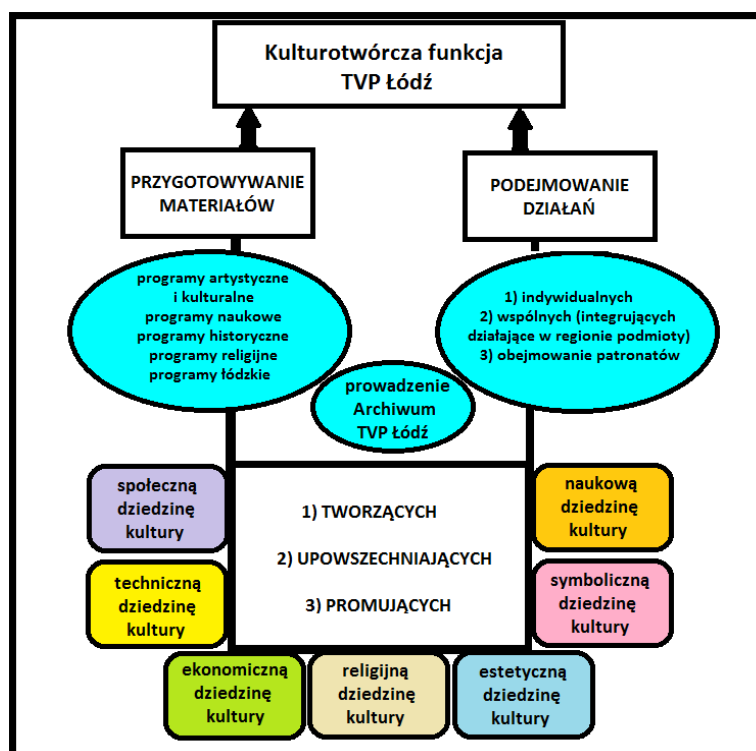 Kulturotwórcza funkcja
TVP Łódź
PRZYGOTOWYWANIE
MATERIAŁÓW
PODEJMOWANIE
DZIAŁAŃ
programy artystyczne
i kulturalne
programy naukowe
programy historyczne
programy religijne
programy łódzkie
1) indywidualnych
2) wspólnych (integrujących
działające w regionie podmioty)
3) obejmowanie patronatów
prowadzenie
Archiwum
TVP Łódź
społeczną
dziedzinę
kultury
techniczną
dziedzinę
kultury
1) TWORZĄCYCH
2) UPOWSZECHNIAJĄCYCH
3) PROMUJĄCYCH
naukową
dziedzinę
kultury
symboliczną
dziedzinę
kultury
ekonomiczną
dziedzinę
kultury
religijną
dziedzinę
kultury
estetyczną
dziedzinę
kultury